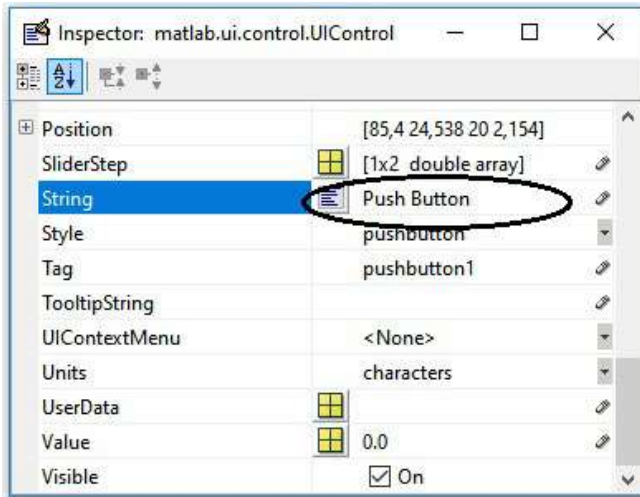 Inspector: matlab.ui.control.UIControl
Position [85,4 24,538 20 2,154]
SliderStep [1x2 double array]
String Push Button
Style pushbutton
Tag pushbutton1
TooltipString
UIContextMenu <None>
Units characters
UserData
Value 0.0
Visible On